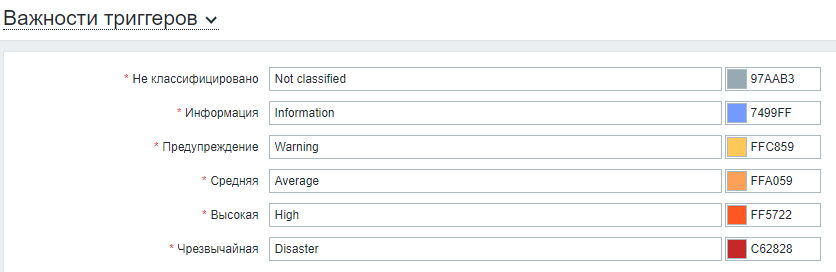 Важности триггеров
* Не классифицировано Not classified 97AAB3
* Информация Information 7499FF
* Предупреждение Warning FFC859
* Средняя Average FFA059
* Высокая High FF5722
* Чрезвычайная Disaster C62828